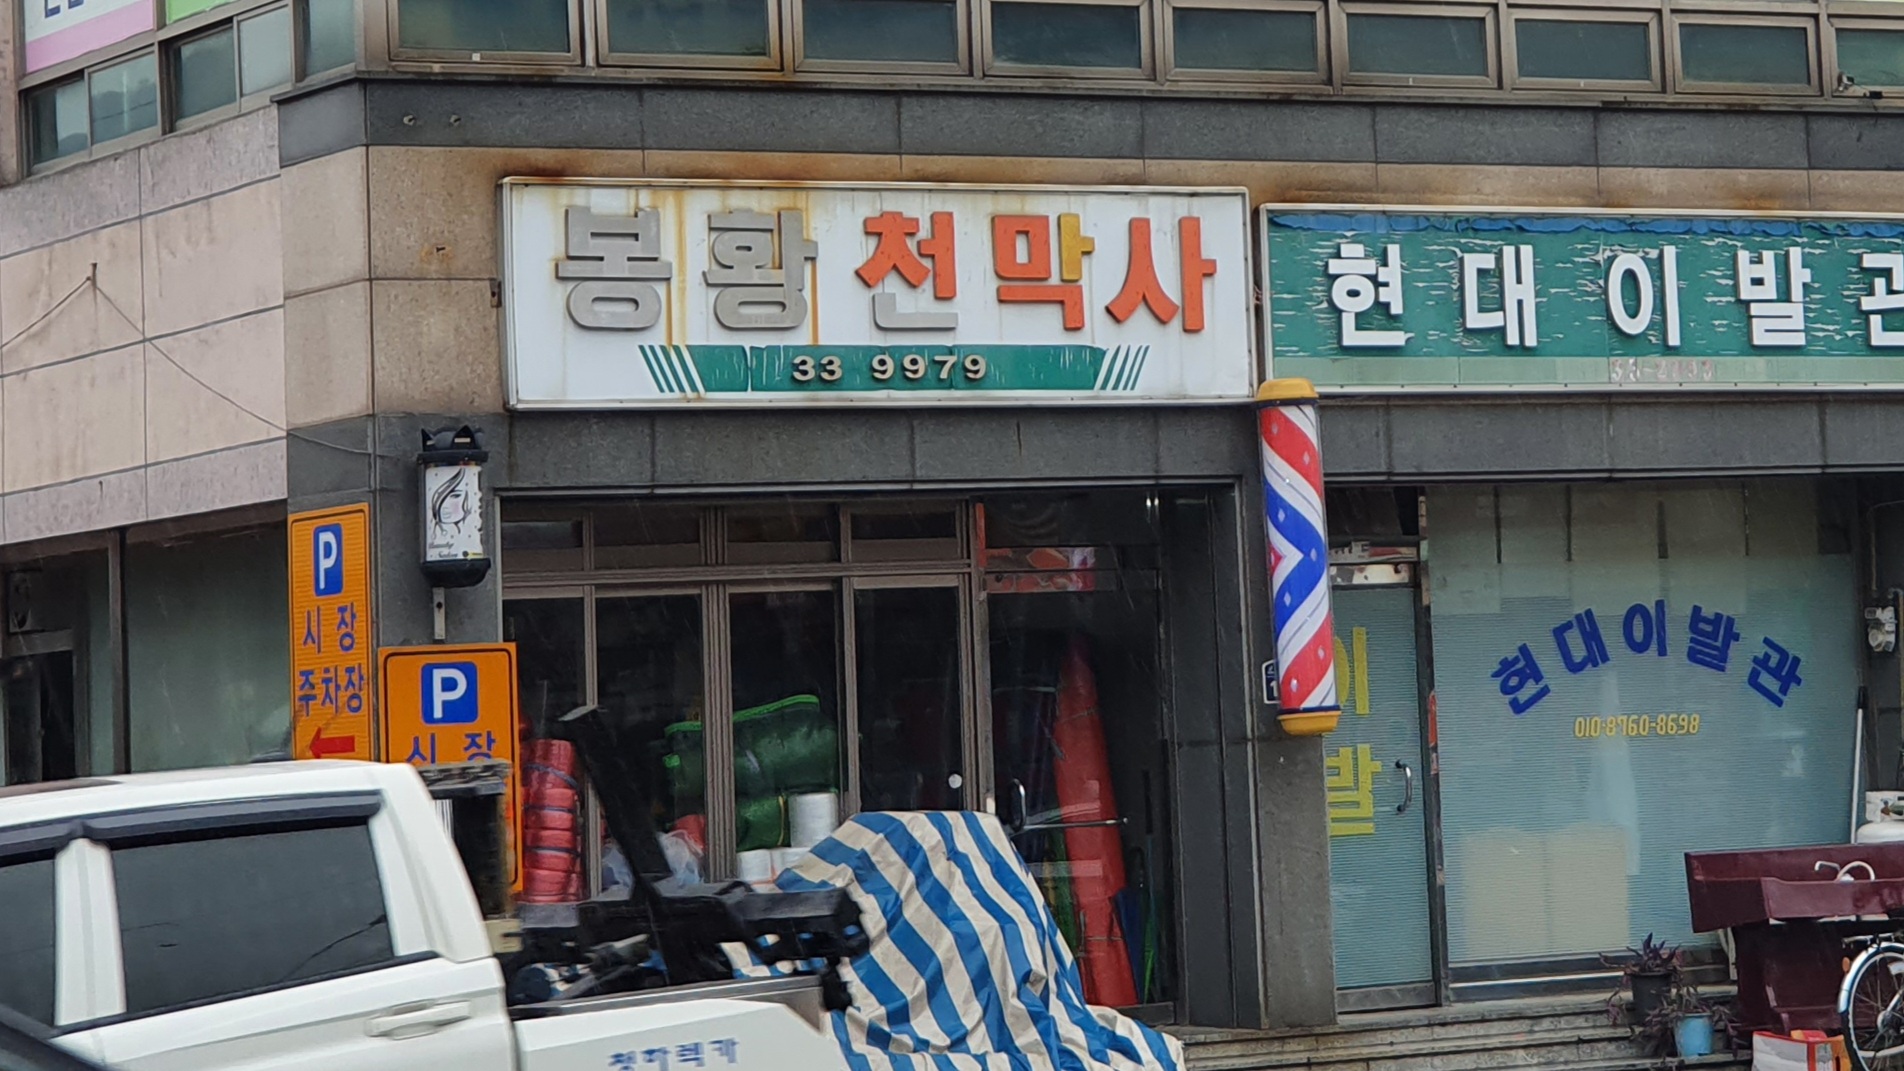 봉황천막사
33 9979
현대이발관
P
시장
주차장
P
시장
현대이발관
010-8760-8698
이발